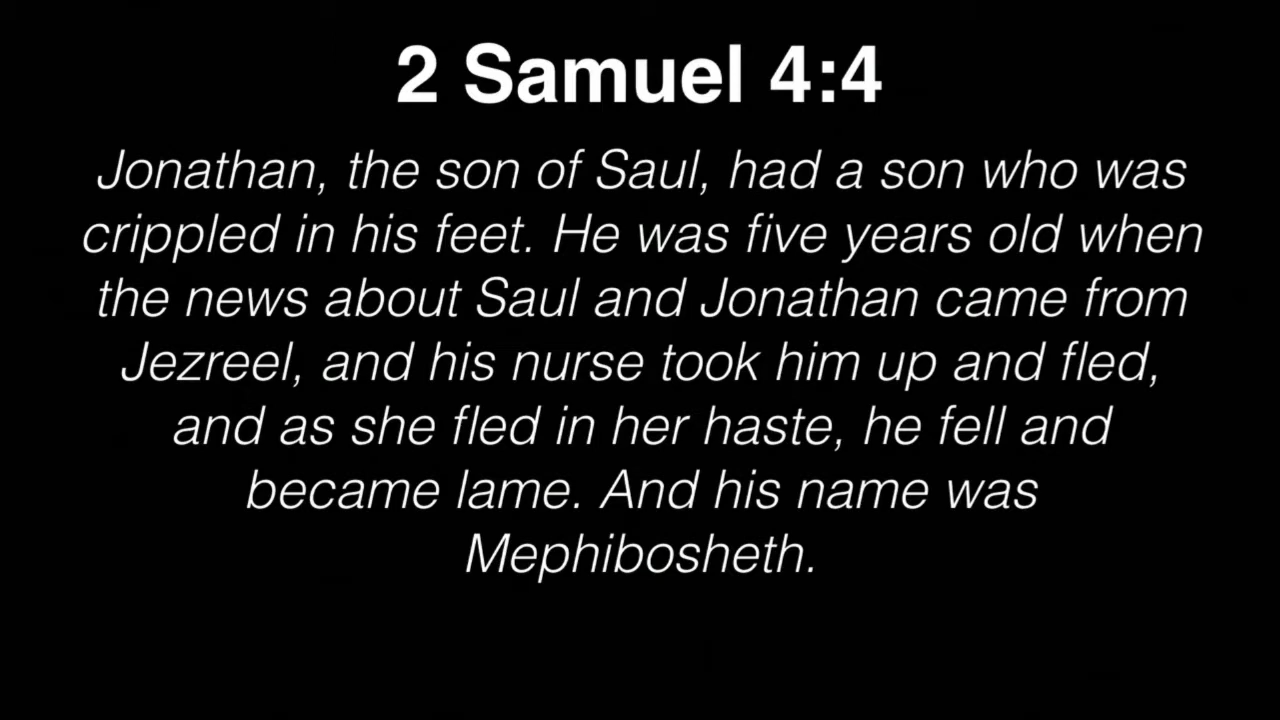 2 Samuel 4:4
Jonathan, the son of Saul, had a son who was
crippled in his feet. He was five years old when
the news about Saul and Jonathan came from
Jezreel, and his nurse took him up and fled,
and as she fled in her haste, he fell and
became lame. And his name was
Mephibosheth.